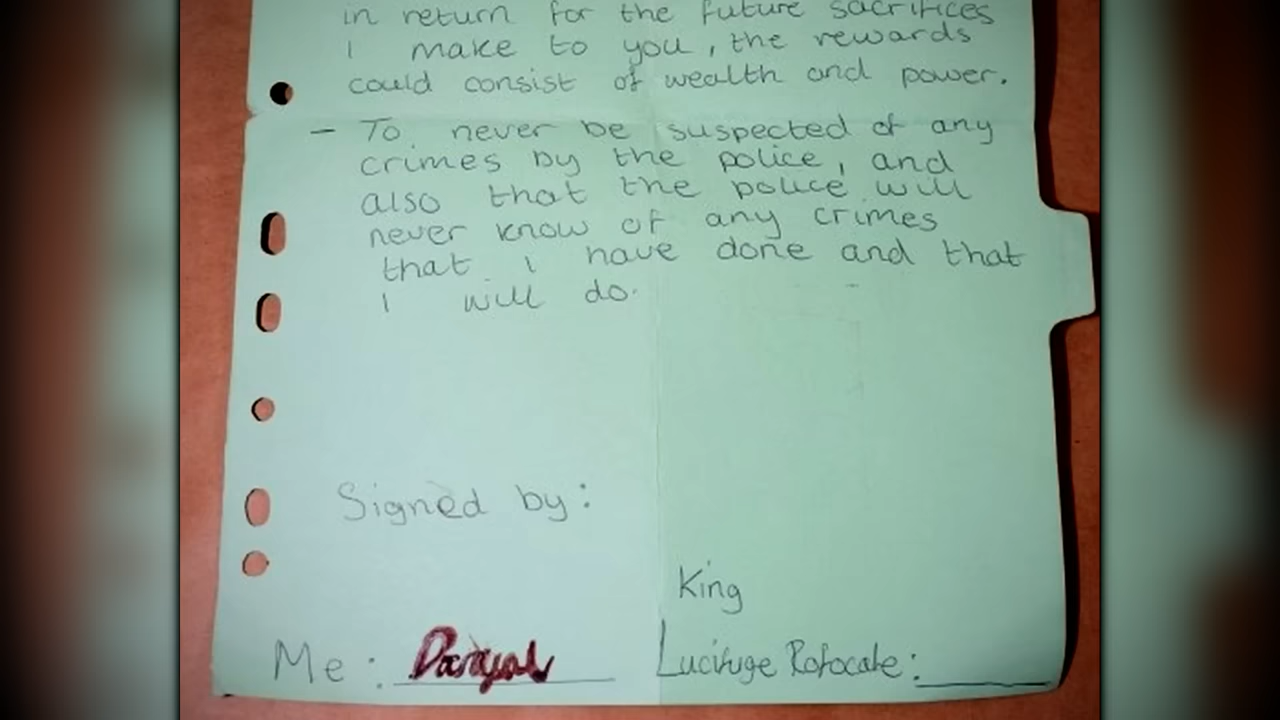 in return for the future sacrifices
I make to you, the rewards
could consist of wealth and power.
- To never be suspected of any
crimes by the police, and
also that the police will
never know of any crimes
that I have done and that
I will do.
Signed by:
King
Me: Danyal
Lucifuge Rofocale: